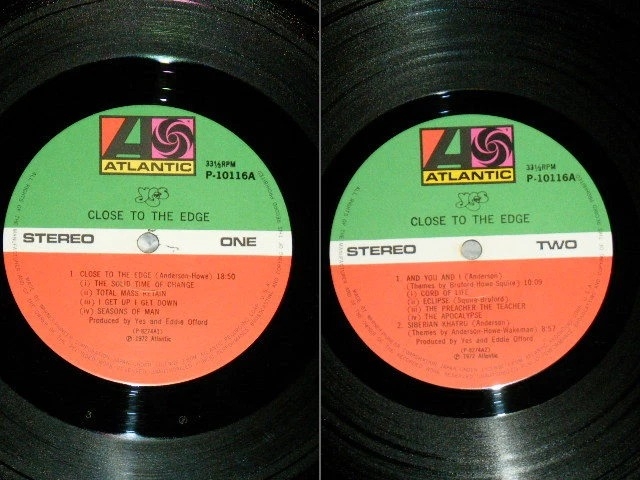 ATLANTIC
33⅓RPM
P-10116A
YES
CLOSE TO THE EDGE
STEREO ONE
1. CLOSE TO THE EDGE (Anderson-Howe) 18:50
(i) THE SOLID TIME OF CHANGE
(ii) TOTAL MASS RETAIN
(iii) I GET UP I GET DOWN
(iv) SEASONS OF MAN
Produced by Yes and Eddie Offord
(P-8274A1)
Ⓟ 1972 Atlantic
ATLANTIC
33⅓RPM
P-10116A
YES
CLOSE TO THE EDGE
STEREO TWO
1. AND YOU AND I (Anderson)
(Themes by Bruford-Howe-Squire) 10:09
(i) CORD OF LIFE
(ii) ECLIPSE (Squire-Bruford)
(iii) THE PREACHER THE TEACHER
(iv) THE APOCALYPSE
2. SIBERIAN KHATRU (Anderson)
(Themes by Anderson-Howe-Wakeman) 8:57
Produced by Yes and Eddie Offord
(P-8274A2)
Ⓟ 1972 Atlantic